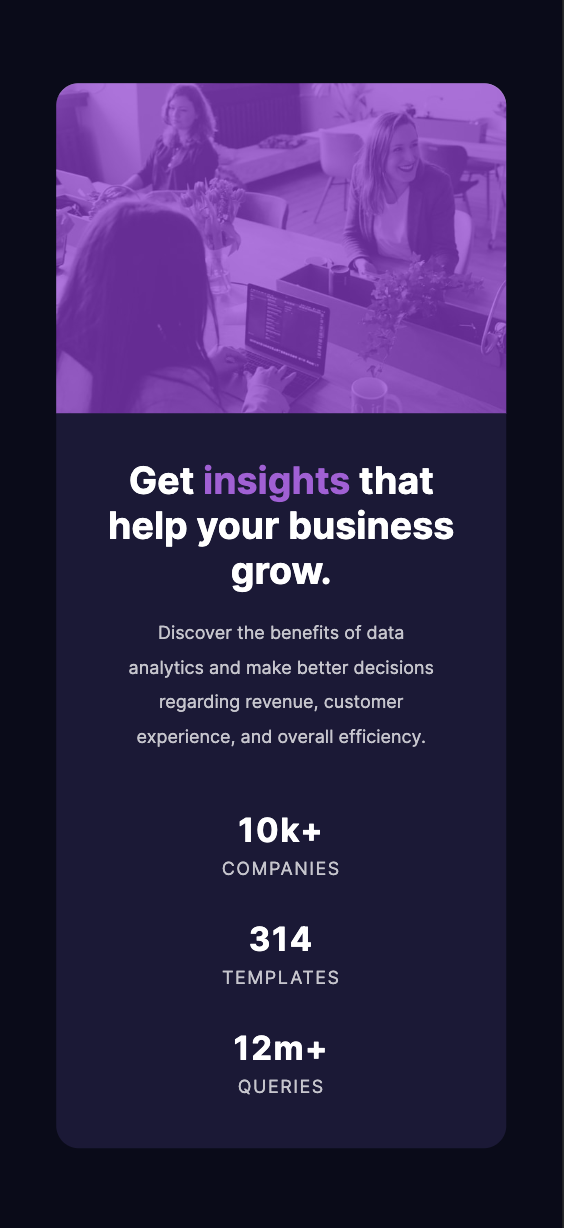 Get insights that
help your business
grow.
Discover the benefits of data
analytics and make better decisions
regarding revenue, customer
experience, and overall efficiency.
10k+
COMPANIES
314
TEMPLATES
12m+
QUERIES